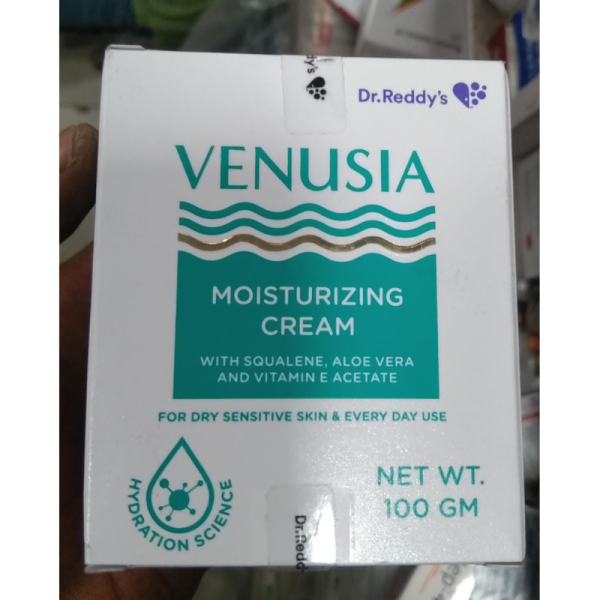 Dr.Reddy's
VENUSIA
MOISTURIZING
CREAM
WITH SQUALENE, ALOE VERA
AND VITAMIN E ACETATE
FOR DRY SENSITIVE SKIN & EVERY DAY USE
HYDRATION SCIENCE
NET WT.
100 GM